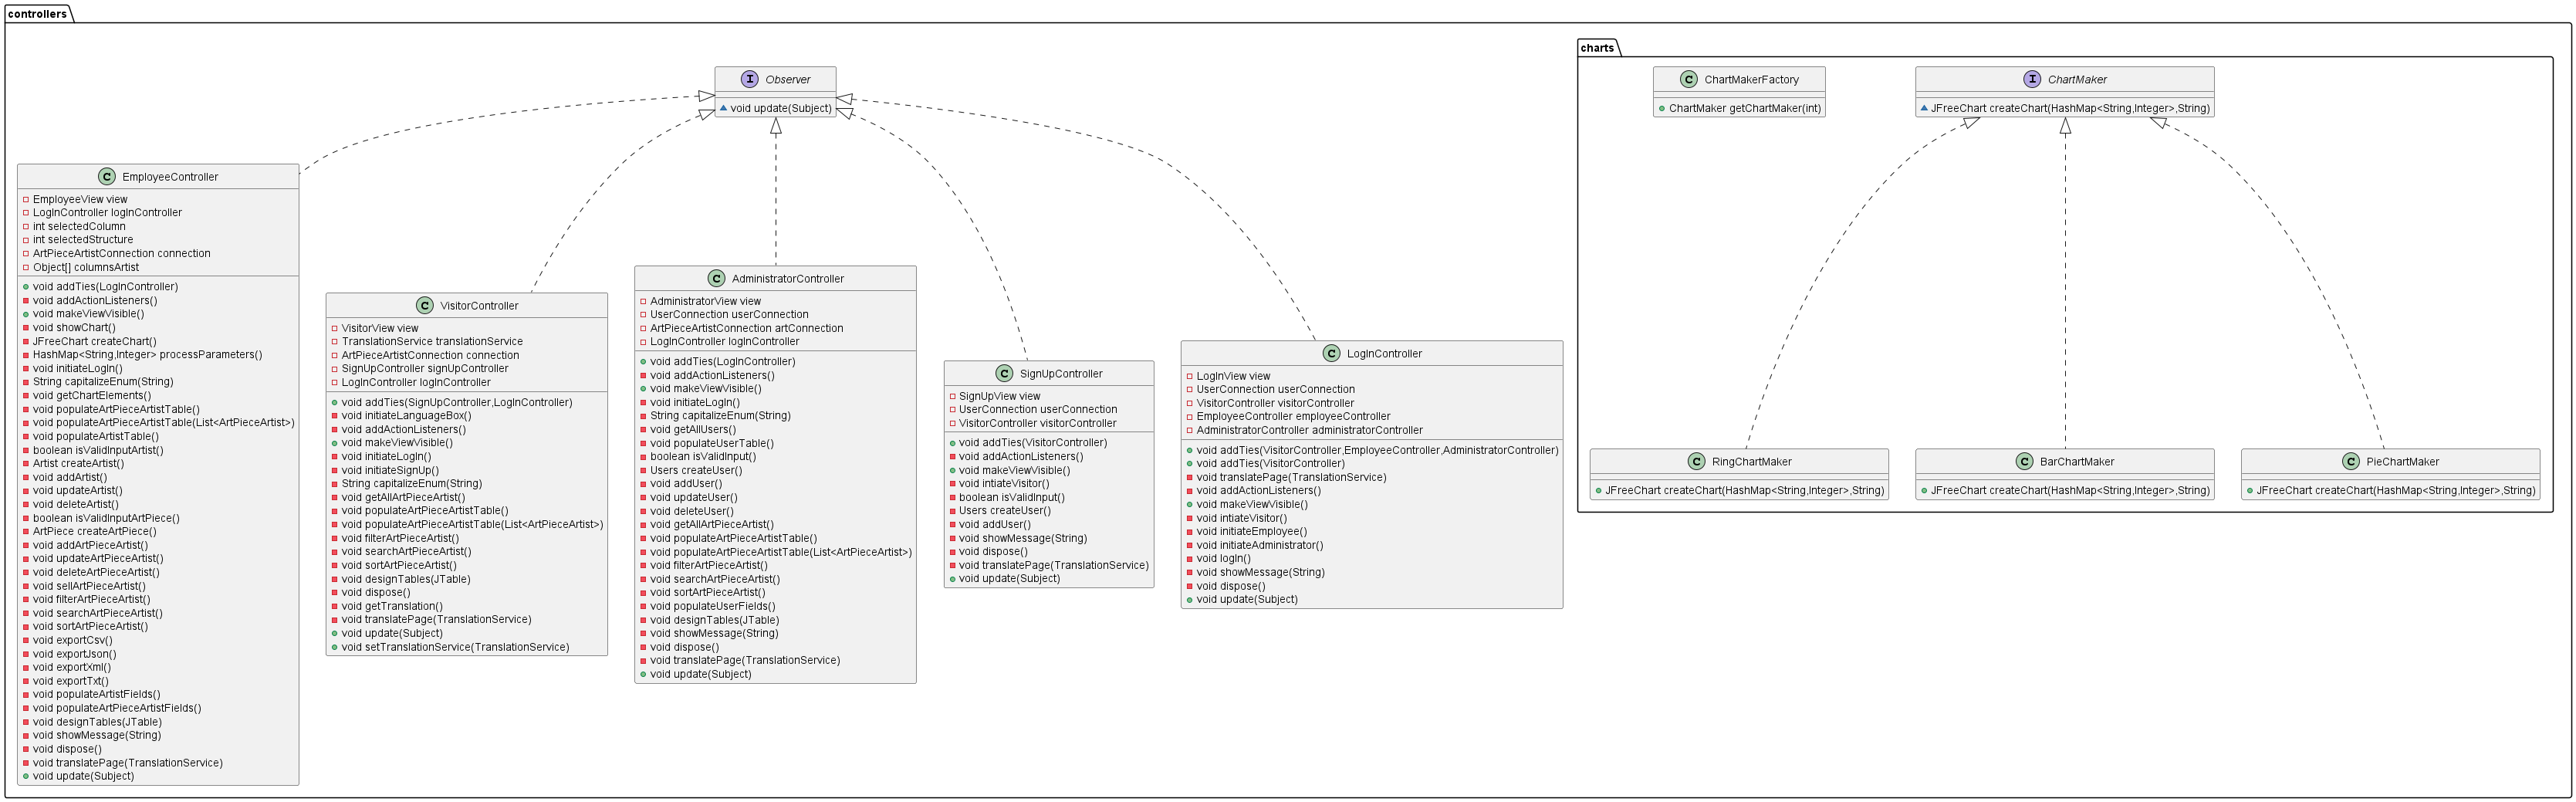 controllers
charts
I Observer
void update(Subject)
C ChartMakerFactory
ChartMaker getChartMaker(int)
I ChartMaker
JFreeChart createChart(HashMap<String,Integer>,String)
C EmployeeController
EmployeeView view
LogInController logInController
int selectedColumn
int selectedStructure
ArtPieceArtistConnection connection
Object[] columnsArtist
void addTies(LogInController)
void addActionListeners()
void makeViewVisible()
void showChart()
JFreeChart createChart()
HashMap<String,Integer> processParameters()
void initiateLogIn()
String capitalizeEnum(String)
void getChartElements()
void populateArtPieceArtistTable()
void populateArtPieceArtistTable(List<ArtPieceArtist>)
void populateArtistTable()
boolean isValidInputArtist()
Artist createArtist()
void addArtist()
void updateArtist()
void deleteArtist()
boolean isValidInputArtPiece()
ArtPiece createArtPiece()
void addArtPieceArtist()
void updateArtPieceArtist()
void deleteArtPieceArtist()
void sellArtPieceArtist()
void filterArtPieceArtist()
void searchArtPieceArtist()
void sortArtPieceArtist()
void exportCsv()
void exportJson()
void exportXml()
void exportTxt()
void populateArtistFields()
void populateArtPieceArtistFields()
void designTables(JTable)
void showMessage(String)
void dispose()
void translatePage(TranslationService)
void update(Subject)
C VisitorController
VisitorView view
TranslationService translationService
ArtPieceArtistConnection connection
SignUpController signUpController
LogInController logInController
void addTies(SignUpController,LogInController)
void initiateLanguageBox()
void addActionListeners()
void makeViewVisible()
void initiateLogIn()
void initiateSignUp()
String capitalizeEnum(String)
void getAllArtPieceArtist()
void populateArtPieceArtistTable()
void populateArtPieceArtistTable(List<ArtPieceArtist>)
void filterArtPieceArtist()
void searchArtPieceArtist()
void sortArtPieceArtist()
void designTables(JTable)
void dispose()
void getTranslation()
void translatePage(TranslationService)
void update(Subject)
void setTranslationService(TranslationService)
C AdministratorController
AdministratorView view
UserConnection userConnection
ArtPieceArtistConnection artConnection
LogInController logInController
void addTies(LogInController)
void addActionListeners()
void makeViewVisible()
void initiateLogIn()
String capitalizeEnum(String)
void getAllUsers()
void populateUserTable()
boolean isValidInput()
Users createUser()
void addUser()
void updateUser()
void deleteUser()
void getAllArtPieceArtist()
void populateArtPieceArtistTable()
void populateArtPieceArtistTable(List<ArtPieceArtist>)
void filterArtPieceArtist()
void searchArtPieceArtist()
void sortArtPieceArtist()
void populateUserFields()
void designTables(JTable)
void showMessage(String)
void dispose()
void translatePage(TranslationService)
void update(Subject)
C SignUpController
SignUpView view
UserConnection userConnection
VisitorController visitorController
void addTies(VisitorController)
void addActionListeners()
void makeViewVisible()
void intiateVisitor()
boolean isValidInput()
Users createUser()
void addUser()
void showMessage(String)
void dispose()
void translatePage(TranslationService)
void update(Subject)
C LogInController
LogInView view
UserConnection userConnection
VisitorController visitorController
EmployeeController employeeController
AdministratorController administratorController
void addTies(VisitorController,EmployeeController,AdministratorController)
void addTies(VisitorController)
void translatePage(TranslationService)
void addActionListeners()
void makeViewVisible()
void intiateVisitor()
void initiateEmployee()
void initiateAdministrator()
void logIn()
void showMessage(String)
void dispose()
void update(Subject)
C RingChartMaker
JFreeChart createChart(HashMap<String,Integer>,String)
C BarChartMaker
JFreeChart createChart(HashMap<String,Integer>,String)
C PieChartMaker
JFreeChart createChart(HashMap<String,Integer>,String)